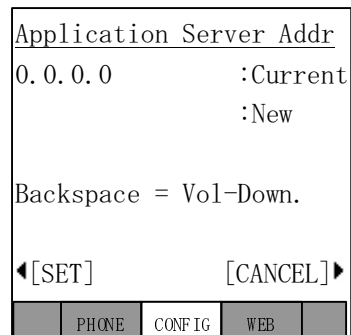 Application Server Addr
0.0.0.0 :Current
:New
Backspace = Vol-Down.
[SET] [CANCEL]
PHONE CONFIG WEB